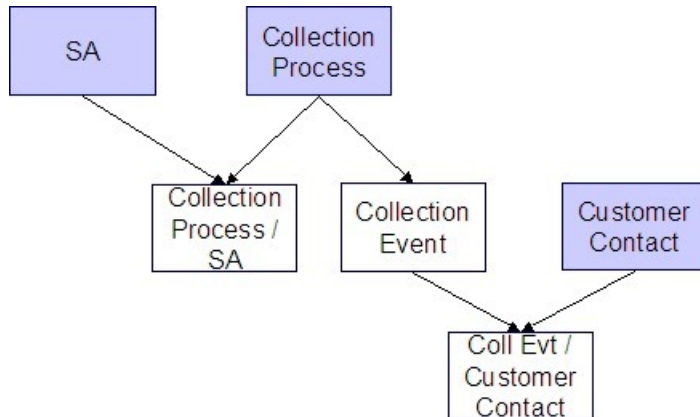 SA
Collection
Process
Collection
Process /
SA
Collection
Event
Customer
Contact
Coll Evt /
Customer
Contact